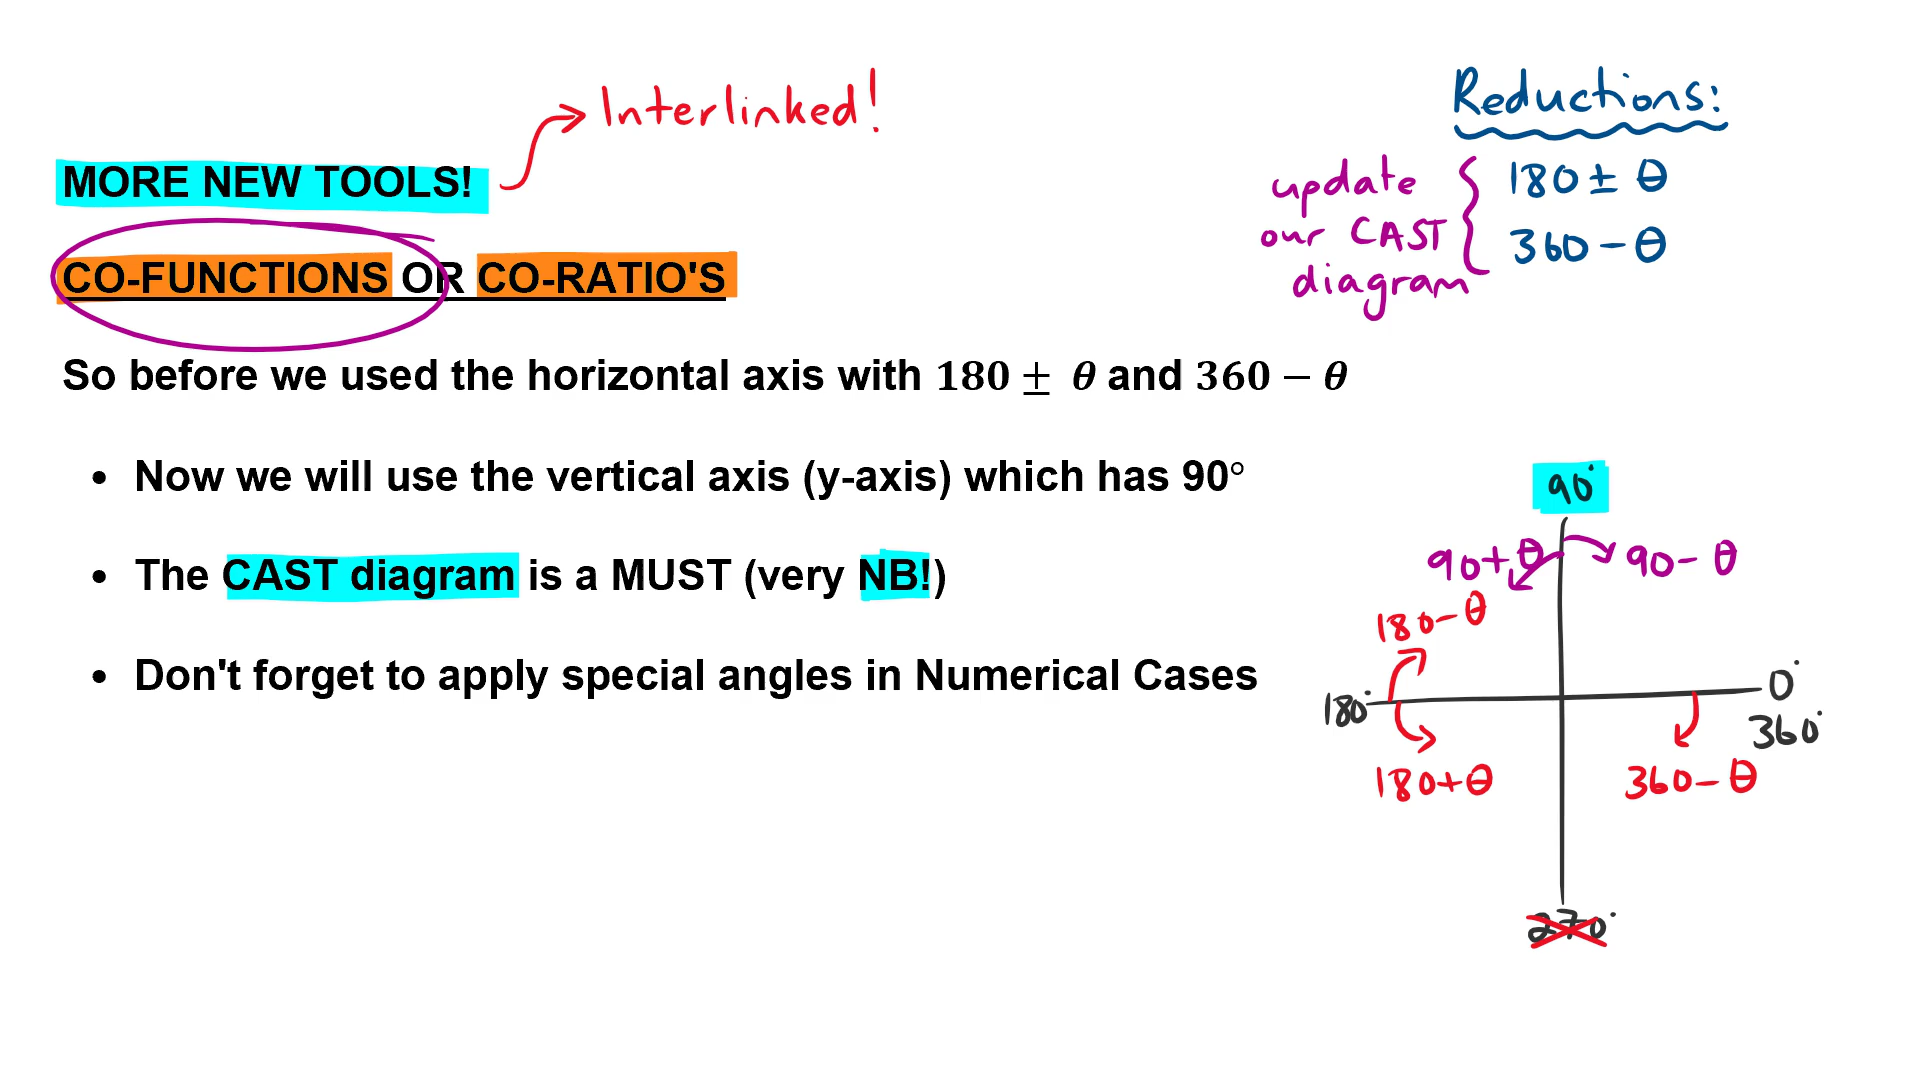 Interlinked!
Reductions:
MORE NEW TOOLS!
update
our CAST
diagram
180 ± θ
360 - θ
CO-FUNCTIONS OR CO-RATIO'S
So before we used the horizontal axis with 180 ± θ and 360 − θ
• Now we will use the vertical axis (y-axis) which has 90°
• The CAST diagram is a MUST (very NB!)
• Don't forget to apply special angles in Numerical Cases
90°
90+θ
90-θ
180-θ
180°
0°
360°
180+θ
360-θ
270°